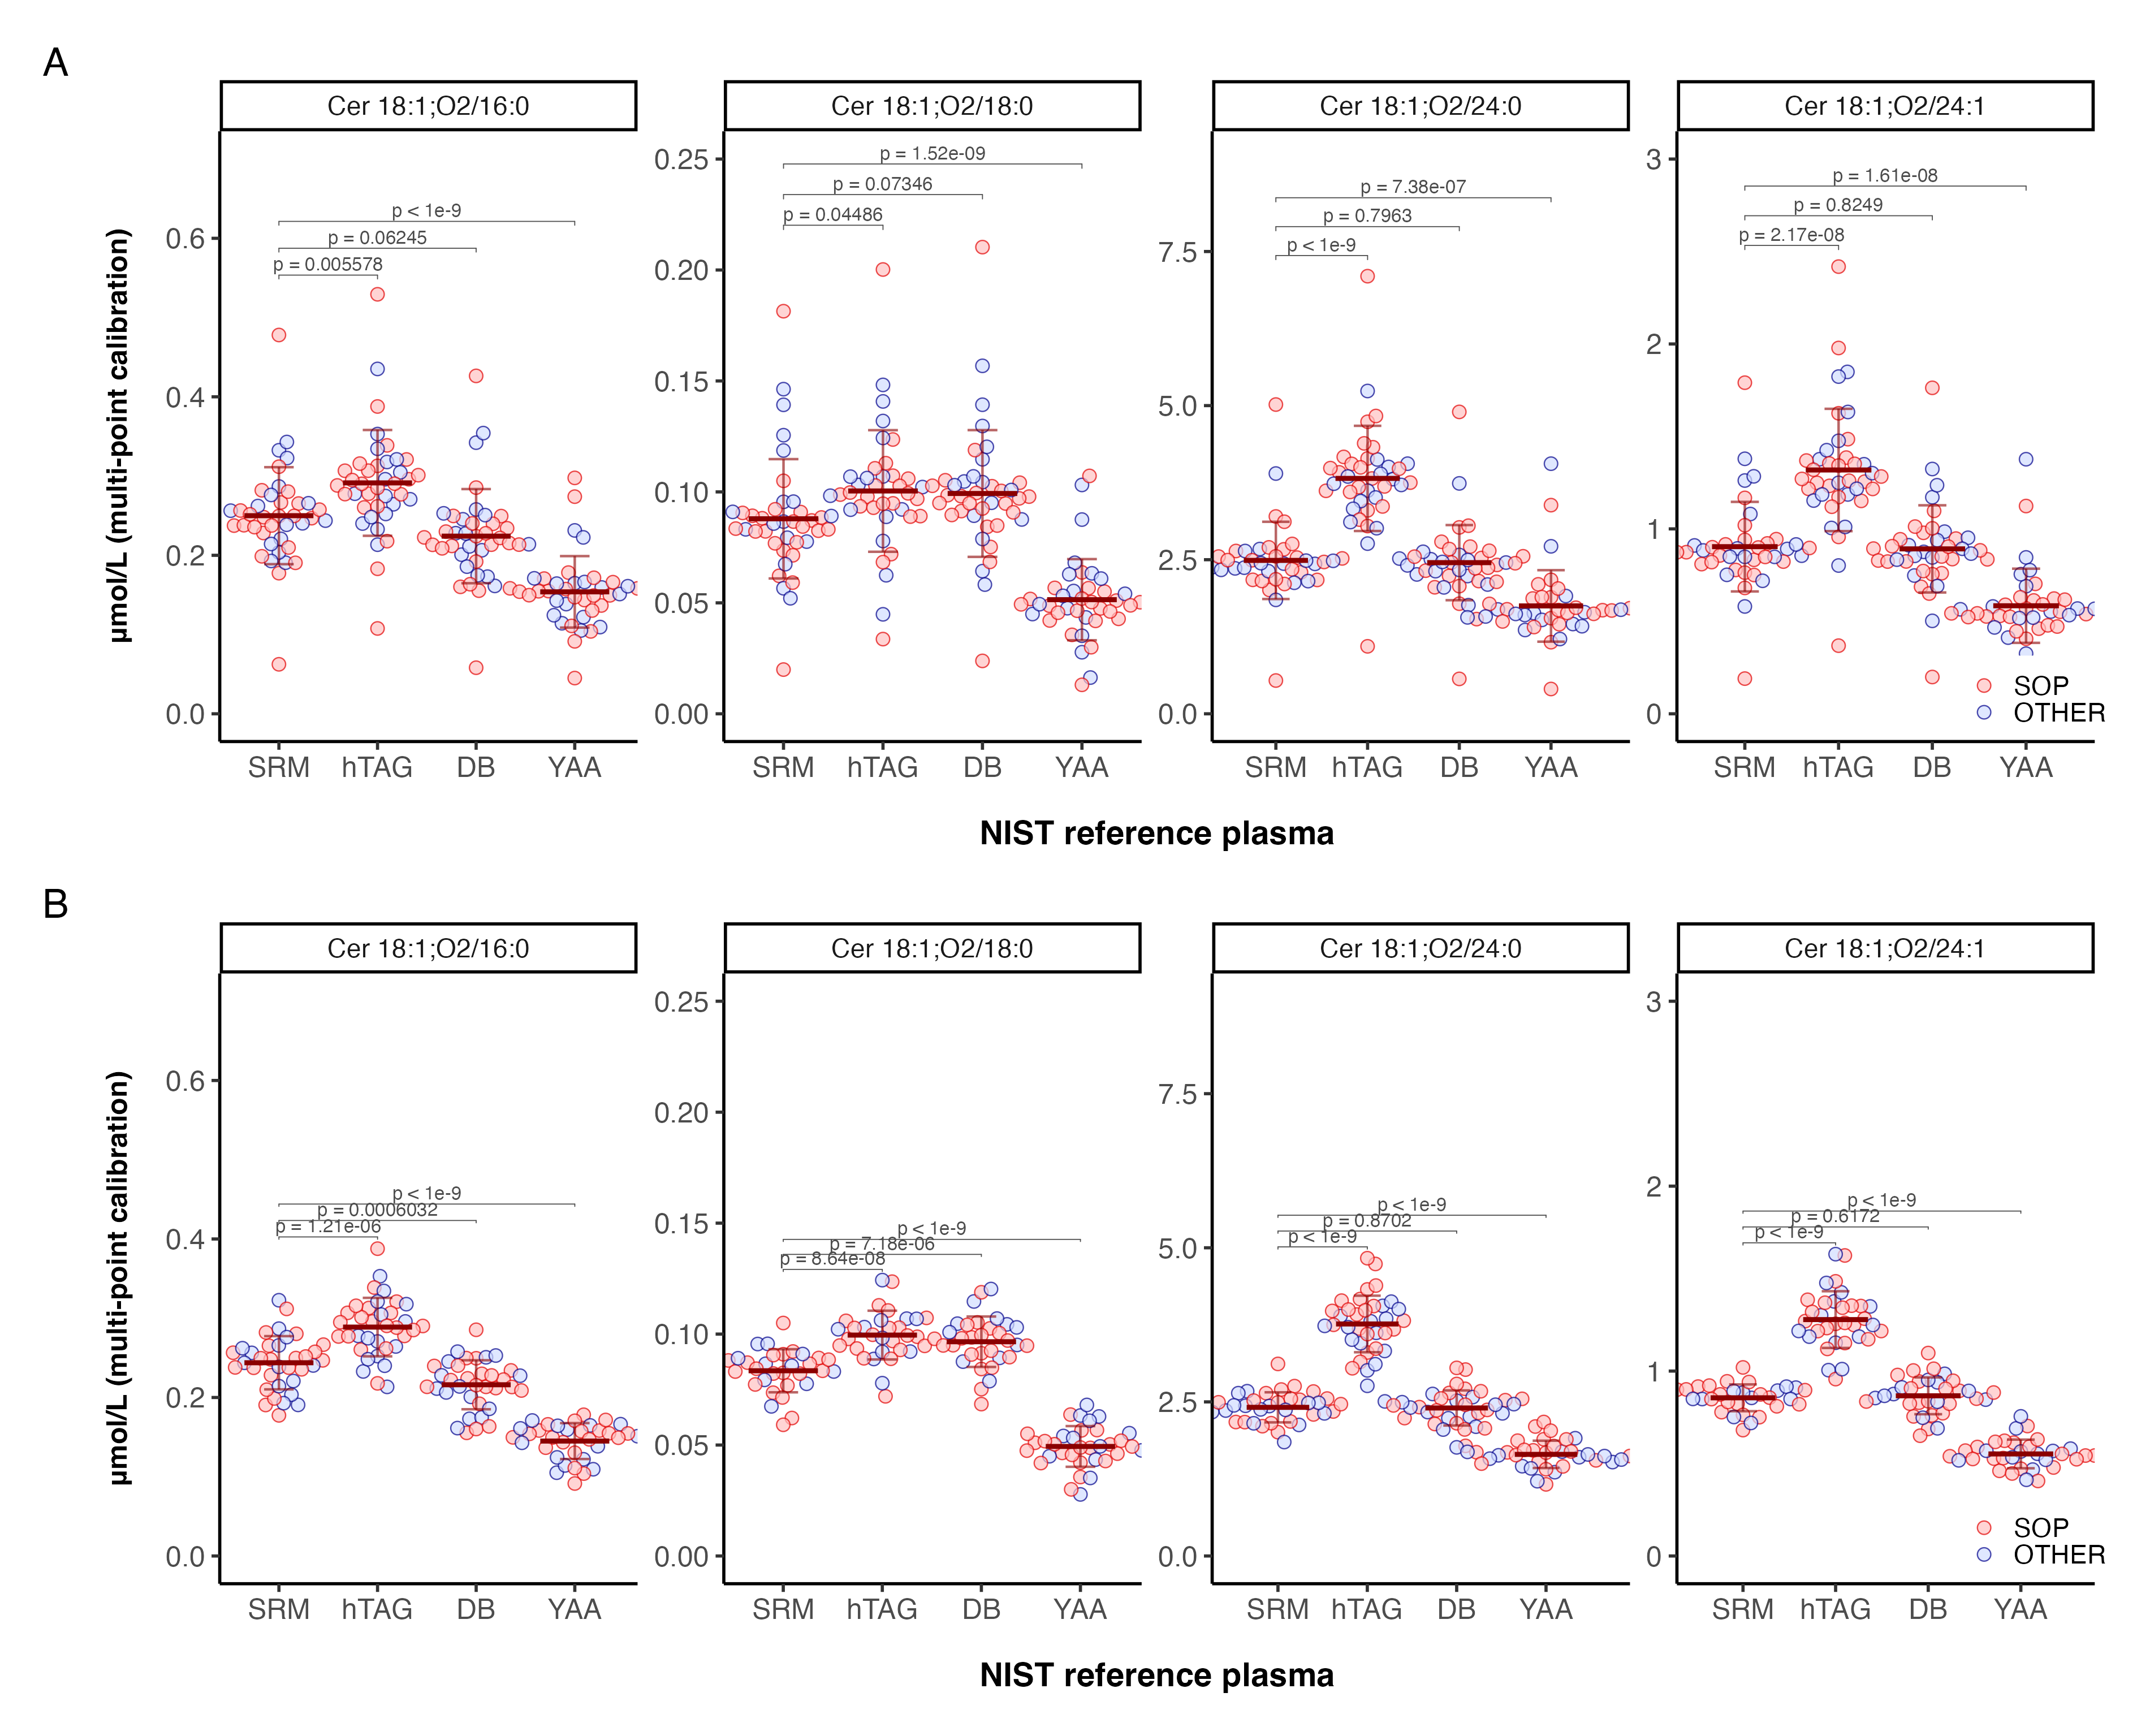 A
Cer 18:1;O2/16:0
Cer 18:1;O2/18:0
Cer 18:1;O2/24:0
Cer 18:1;O2/24:1
µmol/L (multi-point calibration)
0.6
0.4
0.2
0.0
p < 1e-9
p = 0.06245
p = 0.005578
SRM hTAG DB YAA
0.25
0.20
0.15
0.10
0.05
0.00
p = 1.52e-09
p = 0.07346
p = 0.04486
SRM hTAG DB YAA
7.5
5.0
2.5
0.0
p = 7.38e-07
p = 0.7963
p < 1e-9
SRM hTAG DB YAA
3
2
1
0
p = 1.61e-08
p = 0.8249
p = 2.17e-08
SOP
OTHER
SRM hTAG DB YAA
NIST reference plasma
B
Cer 18:1;O2/16:0
Cer 18:1;O2/18:0
Cer 18:1;O2/24:0
Cer 18:1;O2/24:1
µmol/L (multi-point calibration)
0.6
0.4
0.2
0.0
p < 1e-9
p = 0.0006032
p = 1.21e-06
SRM hTAG DB YAA
0.25
0.20
0.15
0.10
0.05
0.00
p < 1e-9
p = 7.18e-06
p = 8.64e-08
SRM hTAG DB YAA
7.5
5.0
2.5
0.0
p < 1e-9
p = 0.8702
p < 1e-9
SRM hTAG DB YAA
3
2
1
0
p < 1e-9
p = 0.6172
p < 1e-9
SOP
OTHER
SRM hTAG DB YAA
NIST reference plasma